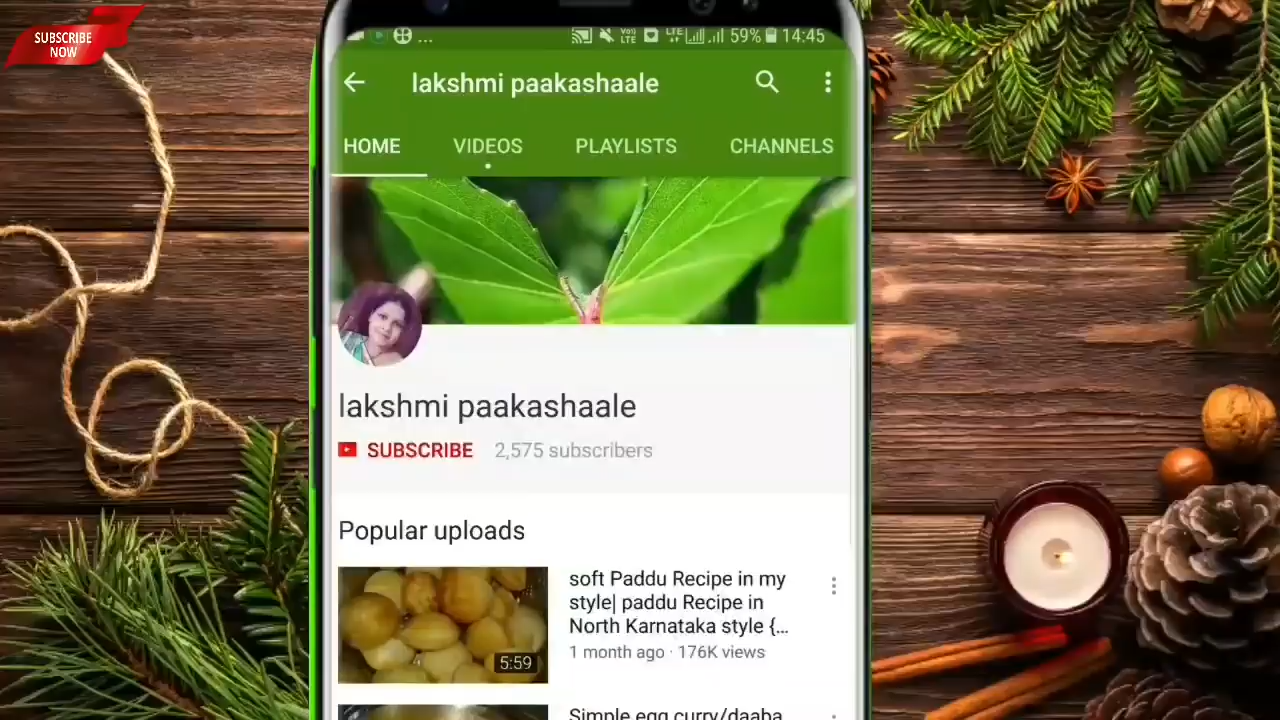 SUBSCRIBE
NOW
... VoLTE LTE 59% 14:45
lakshmi paakashaale
HOME VIDEOS PLAYLISTS CHANNELS
lakshmi paakashaale
SUBSCRIBE 2,575 subscribers
Popular uploads
soft Paddu Recipe in my
style| paddu Recipe in
North Karnataka style {...
1 month ago · 176K views
5:59
Simple egg curry/daaba